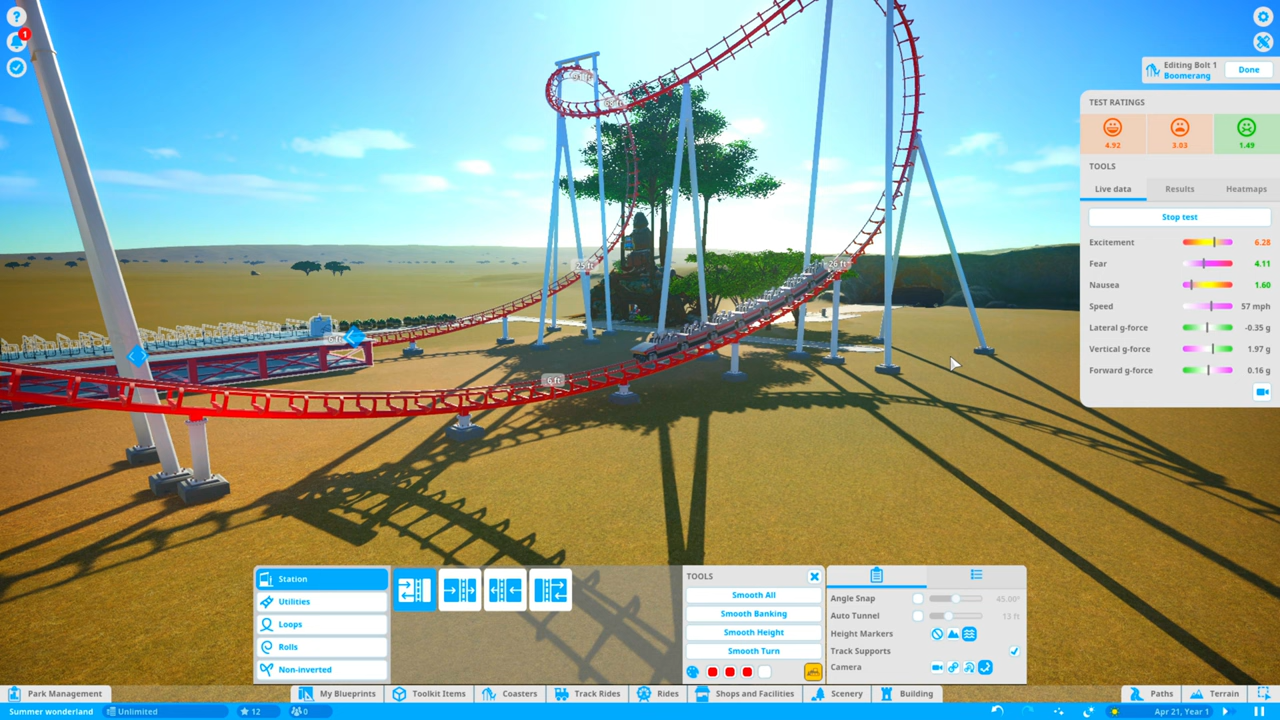 ?
1
Editing Bolt 1
Boomerang
Done
TEST RATINGS
4.92 3.03 1.49
TOOLS
Live data Results Heatmaps
Stop test
Excitement 6.28
Fear 4.11
Nausea 1.60
Speed 57 mph
Lateral g-force -0.35 g
Vertical g-force 1.97 g
Forward g-force 0.16 g
25 ft
26 ft
6 ft
6 ft
Station
Utilities
Loops
Rolls
Non-inverted
TOOLS
Smooth All
Smooth Banking
Smooth Height
Smooth Turn
Angle Snap 45.00°
Auto Tunnel 13 ft
Height Markers
Track Supports
Camera
Park Management My Blueprints Toolkit Items Coasters Track Rides Rides Shops and Facilities Scenery Building Paths Terrain
Summer wonderland Unlimited 12 0 Apr 21, Year 1